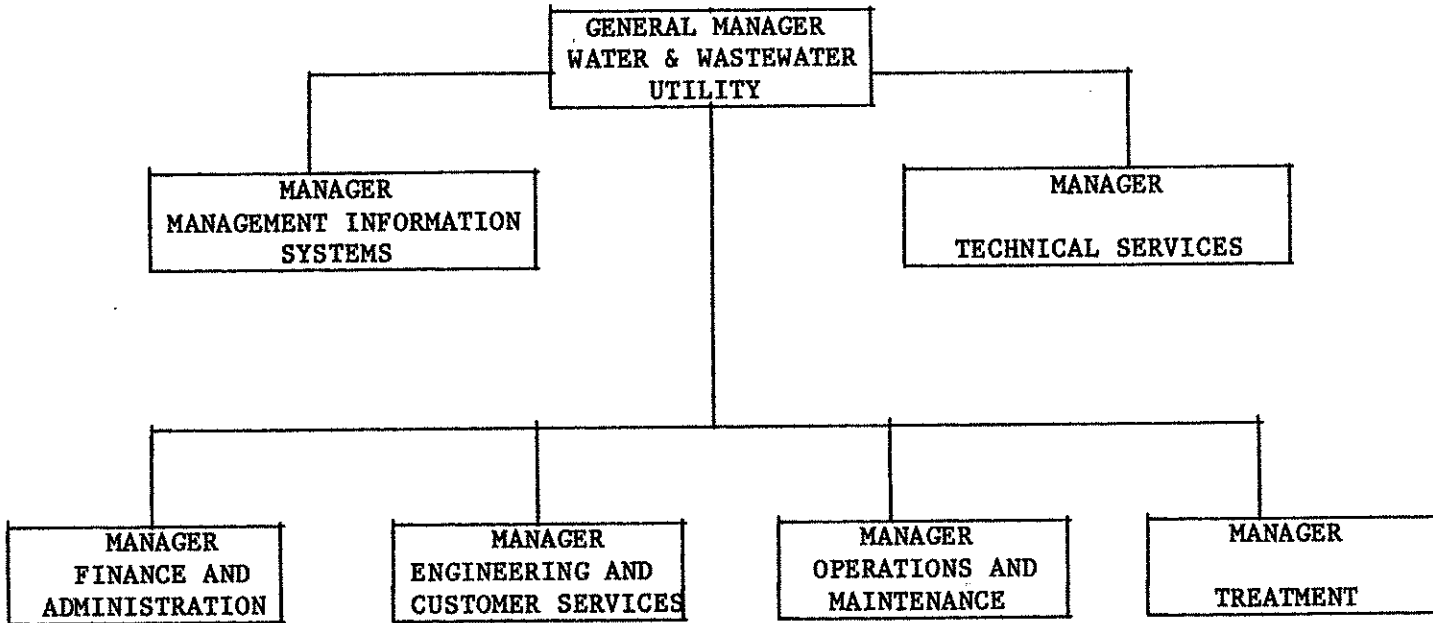 GENERAL MANAGER
WATER & WASTEWATER
UTILITY
MANAGER
MANAGEMENT INFORMATION
SYSTEMS
MANAGER
TECHNICAL SERVICES
MANAGER
FINANCE AND
ADMINISTRATION
MANAGER
ENGINEERING AND
CUSTOMER SERVICES
MANAGER
OPERATIONS AND
MAINTENANCE
MANAGER
TREATMENT